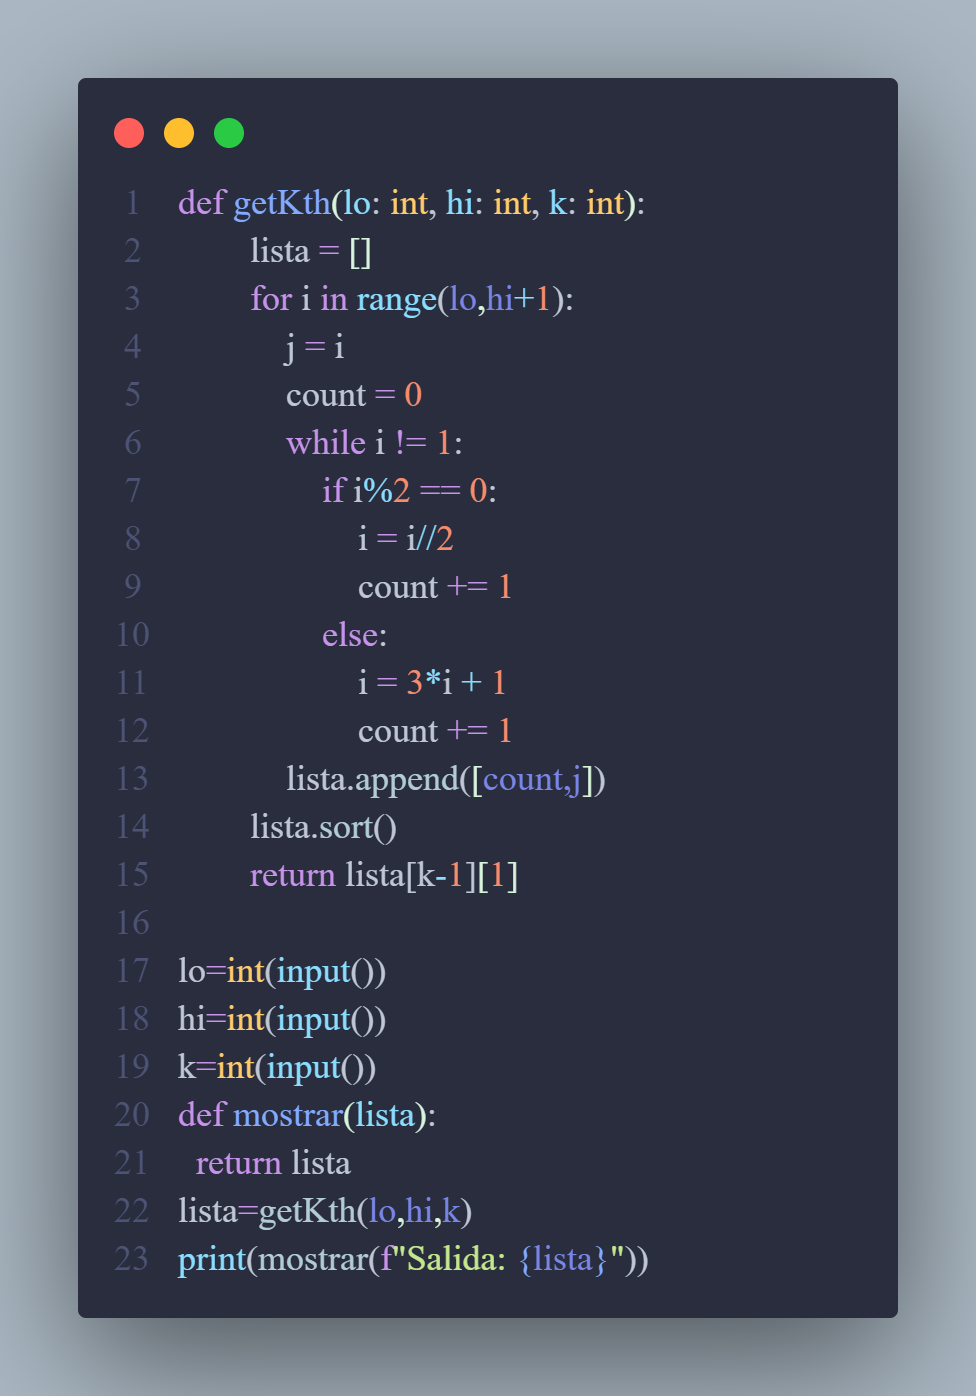 1 def getKth(lo: int, hi: int, k: int):
2         lista = []
3         for i in range(lo,hi+1):
4             j = i
5             count = 0
6             while i != 1:
7                 if i%2 == 0:
8                     i = i//2
9                     count += 1
10                 else:
11                     i = 3*i + 1
12                     count += 1
13             lista.append([count,j])
14         lista.sort()
15         return lista[k-1][1]
16
17 lo=int(input())
18 hi=int(input())
19 k=int(input())
20 def mostrar(lista):
21   return lista
22 lista=getKth(lo,hi,k)
23 print(mostrar(f"Salida: {lista}"))